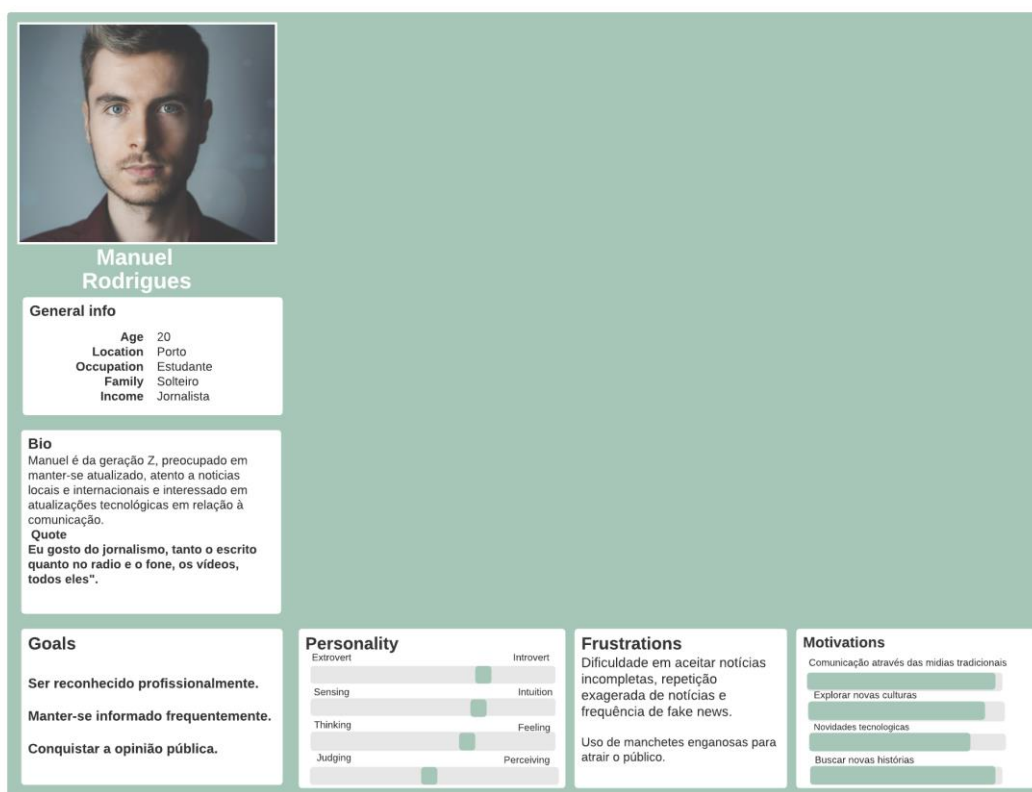 Manuel
Rodrigues
General info
Age 20
Location Porto
Occupation Estudante
Family Solteiro
Income Jornalista
Bio
Manuel é da geração Z, preocupado em
manter-se atualizado, atento a noticias
locais e internacionais e interessado em
atualizações tecnológicas em relação à
comunicação.
Quote
Eu gosto do jornalismo, tanto o escrito
quanto no radio e o fone, os vídeos,
todos eles".
Goals
Ser reconhecido profissionalmente.
Manter-se informado frequentemente.
Conquistar a opinião pública.
Personality
Extrovert Introvert
Sensing Intuition
Thinking Feeling
Judging Perceiving
Frustrations
Dificuldade em aceitar notícias
incompletas, repetição
exagerada de notícias e
frequência de fake news.
Uso de manchetes enganosas para
atrair o público.
Motivations
Comunicação através das midias tradicionais
Explorar novas culturas
Novidades tecnologicas
Buscar novas histórias